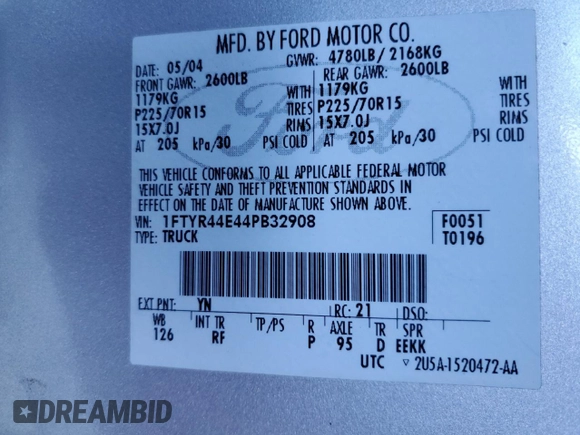 MFD. BY FORD MOTOR CO.
DATE: 05/04 GVWR: 4780LB/ 2168KG
FRONT GAWR: 2600LB REAR GAWR: 2600LB
1179KG WITH 1179KG WITH
P225/70R15 TIRES P225/70R15 TIRES
15X7.0J RIMS 15X7.0J RIMS
AT 205 kPa/30 PSI COLD AT 205 kPa/30 PSI COLD
Ford
THIS VEHICLE CONFORMS TO ALL APPLICABLE FEDERAL MOTOR
VEHICLE SAFETY AND THEFT PREVENTION STANDARDS IN
EFFECT ON THE DATE OF MANUFACTURE SHOWN ABOVE.
VIN: 1FTYR44E44PB32908 F0051
TYPE: TRUCK T0196
EXT PNT: YN RC: 21 DSO:
WB INT TR TP/PS R AXLE TR SPR
126 RF P 95 D EEKK
UTC ▽ 2U5A-1520472-AA
DREAMBID